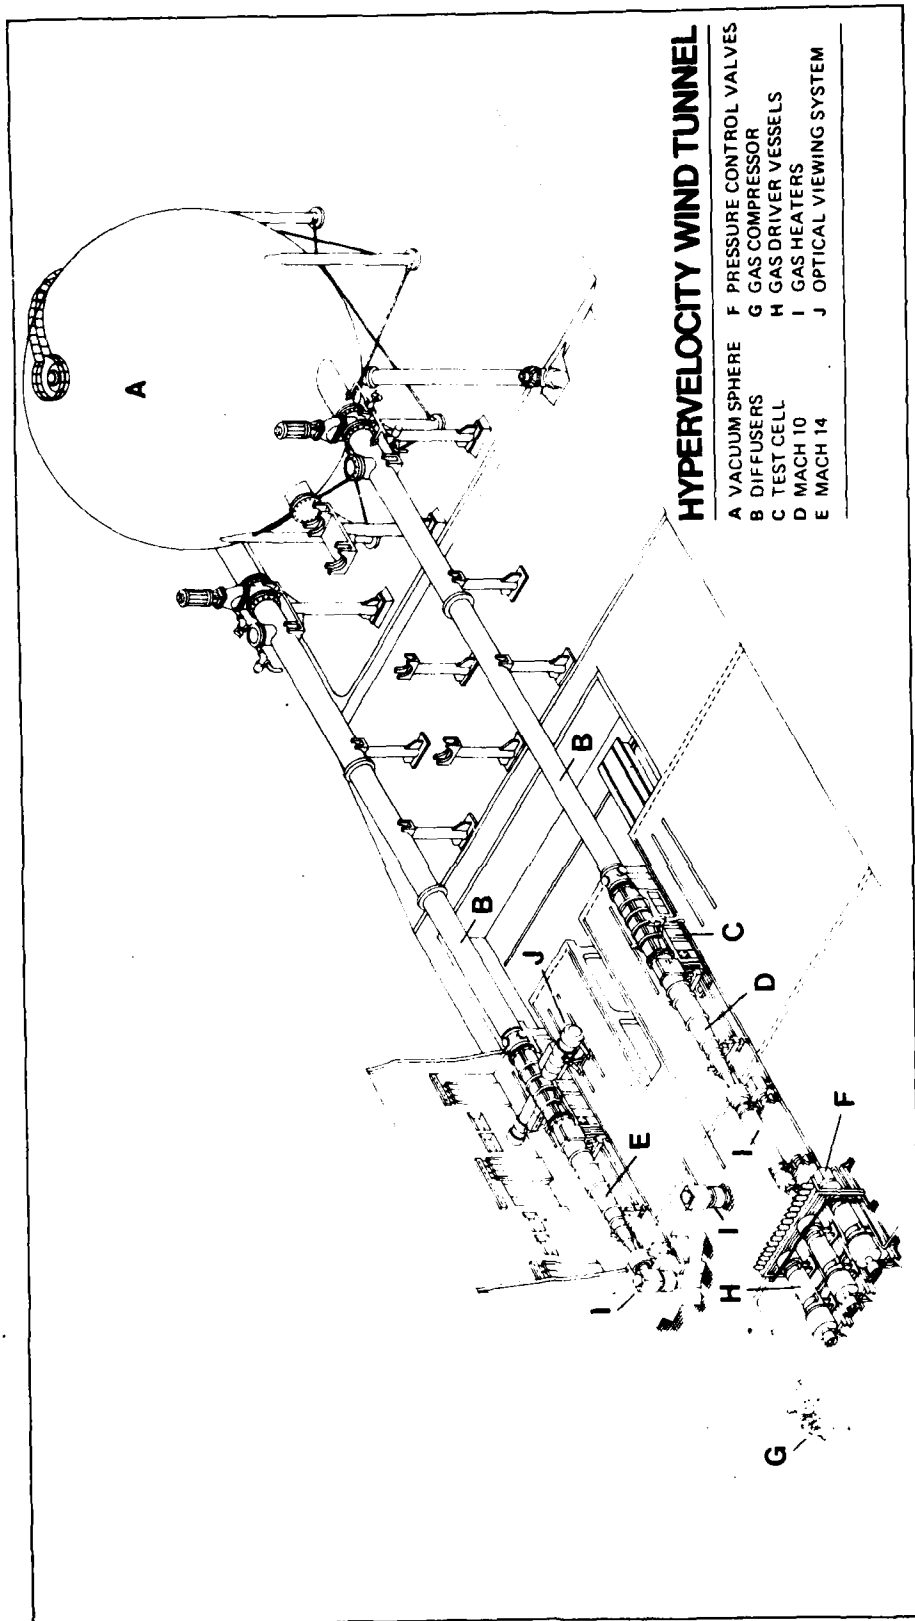 HYPERVELOCITY WIND TUNNEL
A VACUUM SPHERE
B DIFFUSERS
C TEST CELL
D MACH 10
E MACH 14
F PRESSURE CONTROL VALVES
G GAS COMPRESSOR
H GAS DRIVER VESSELS
I GAS HEATERS
J OPTICAL VIEWING SYSTEM
A
B
B
J
C
D
E
I
F
I
I
H
G